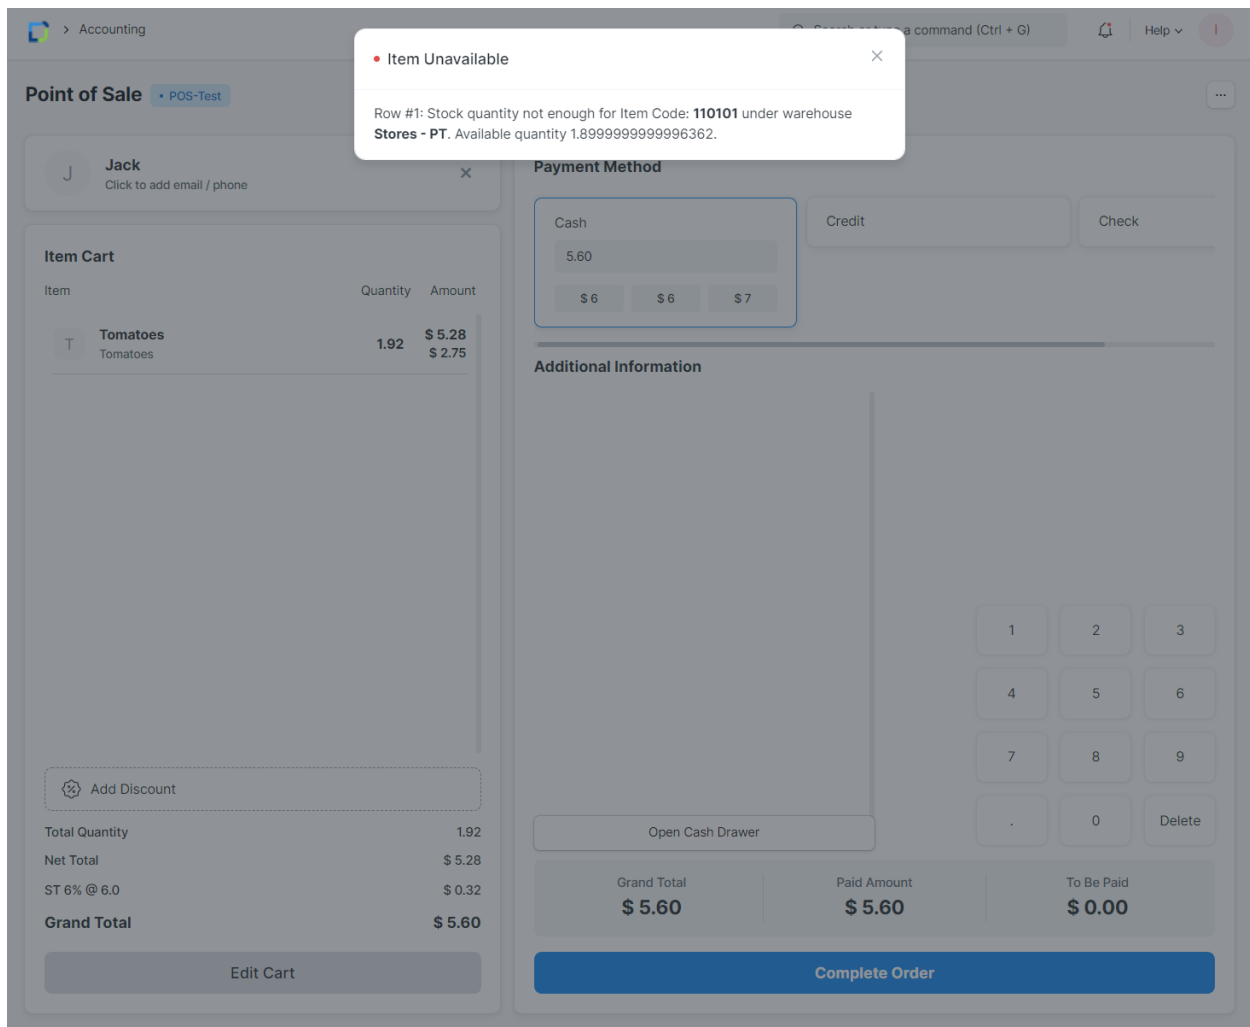 Accounting
Search or type a command (Ctrl + G)
Help
I
Item Unavailable
Row #1: Stock quantity not enough for Item Code: 110101 under warehouse
Stores - PT. Available quantity 1.8999999999996362.
Point of Sale
• POS-Test
...
J
Jack
Click to add email / phone
Item Cart
Item Quantity Amount
T
Tomatoes
Tomatoes
1.92
$ 5.28
$ 2.75
Add Discount
Total Quantity 1.92
Net Total $ 5.28
ST 6% @ 6.0 $ 0.32
Grand Total $ 5.60
Edit Cart
Payment Method
Cash
5.60
$ 6 $ 6 $ 7
Credit
Check
Additional Information
1 2 3
4 5 6
7 8 9
. 0 Delete
Open Cash Drawer
Grand Total Paid Amount To Be Paid
$ 5.60 $ 5.60 $ 0.00
Complete Order